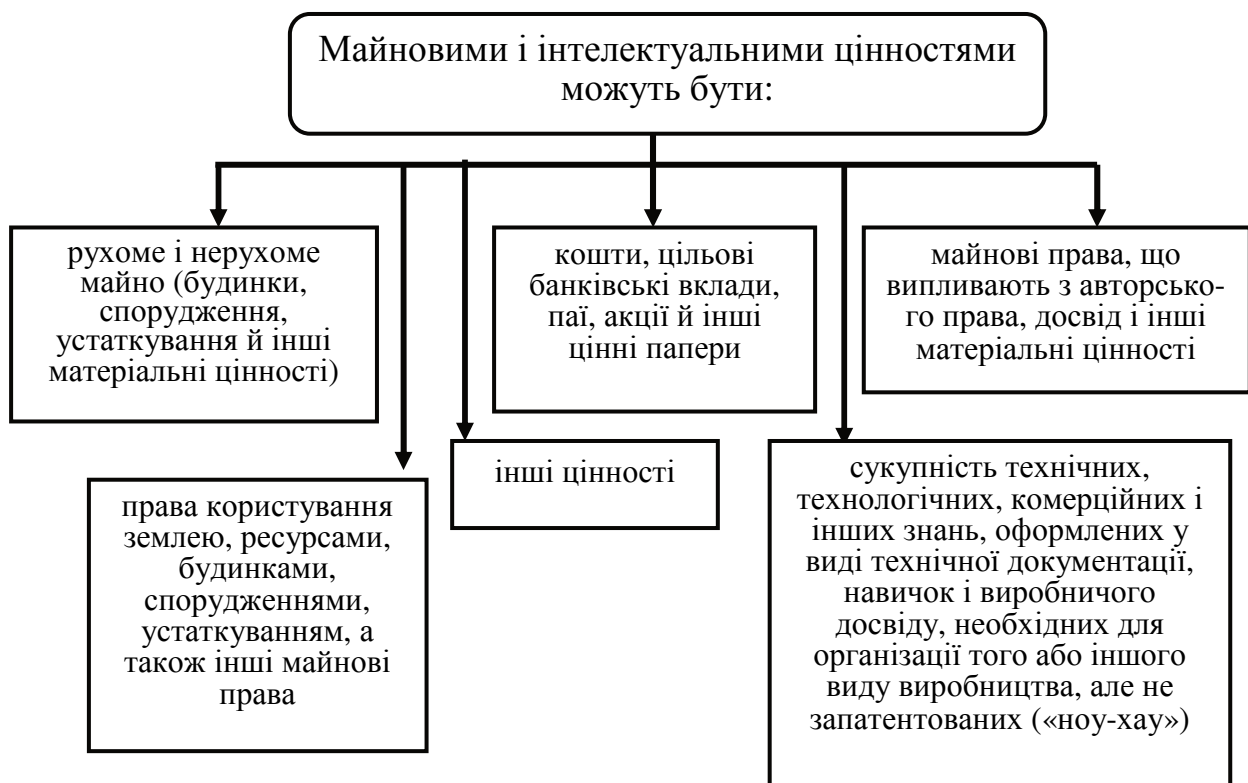 Майновими і інтелектуальними цінностями
можуть бути:
рухоме і нерухоме
майно (будинки,
спорудження,
устаткування й інші
матеріальні цінності)
кошти, цільові
банківські вклади,
паї, акції й інші
цінні папери
майнові права, що
випливають з авторсько-
го права, досвід і інші
матеріальні цінності
права користування
землею, ресурсами,
будинками,
спорудженнями,
устаткуванням, а
також інші майнові
права
інші цінності
сукупність технічних,
технологічних, комерційних і
інших знань, оформлених у
виді технічної документації,
навичок і виробничого
досвіду, необхідних для
організації того або іншого
виду виробництва, але не
запатентованих («ноу-хау»)